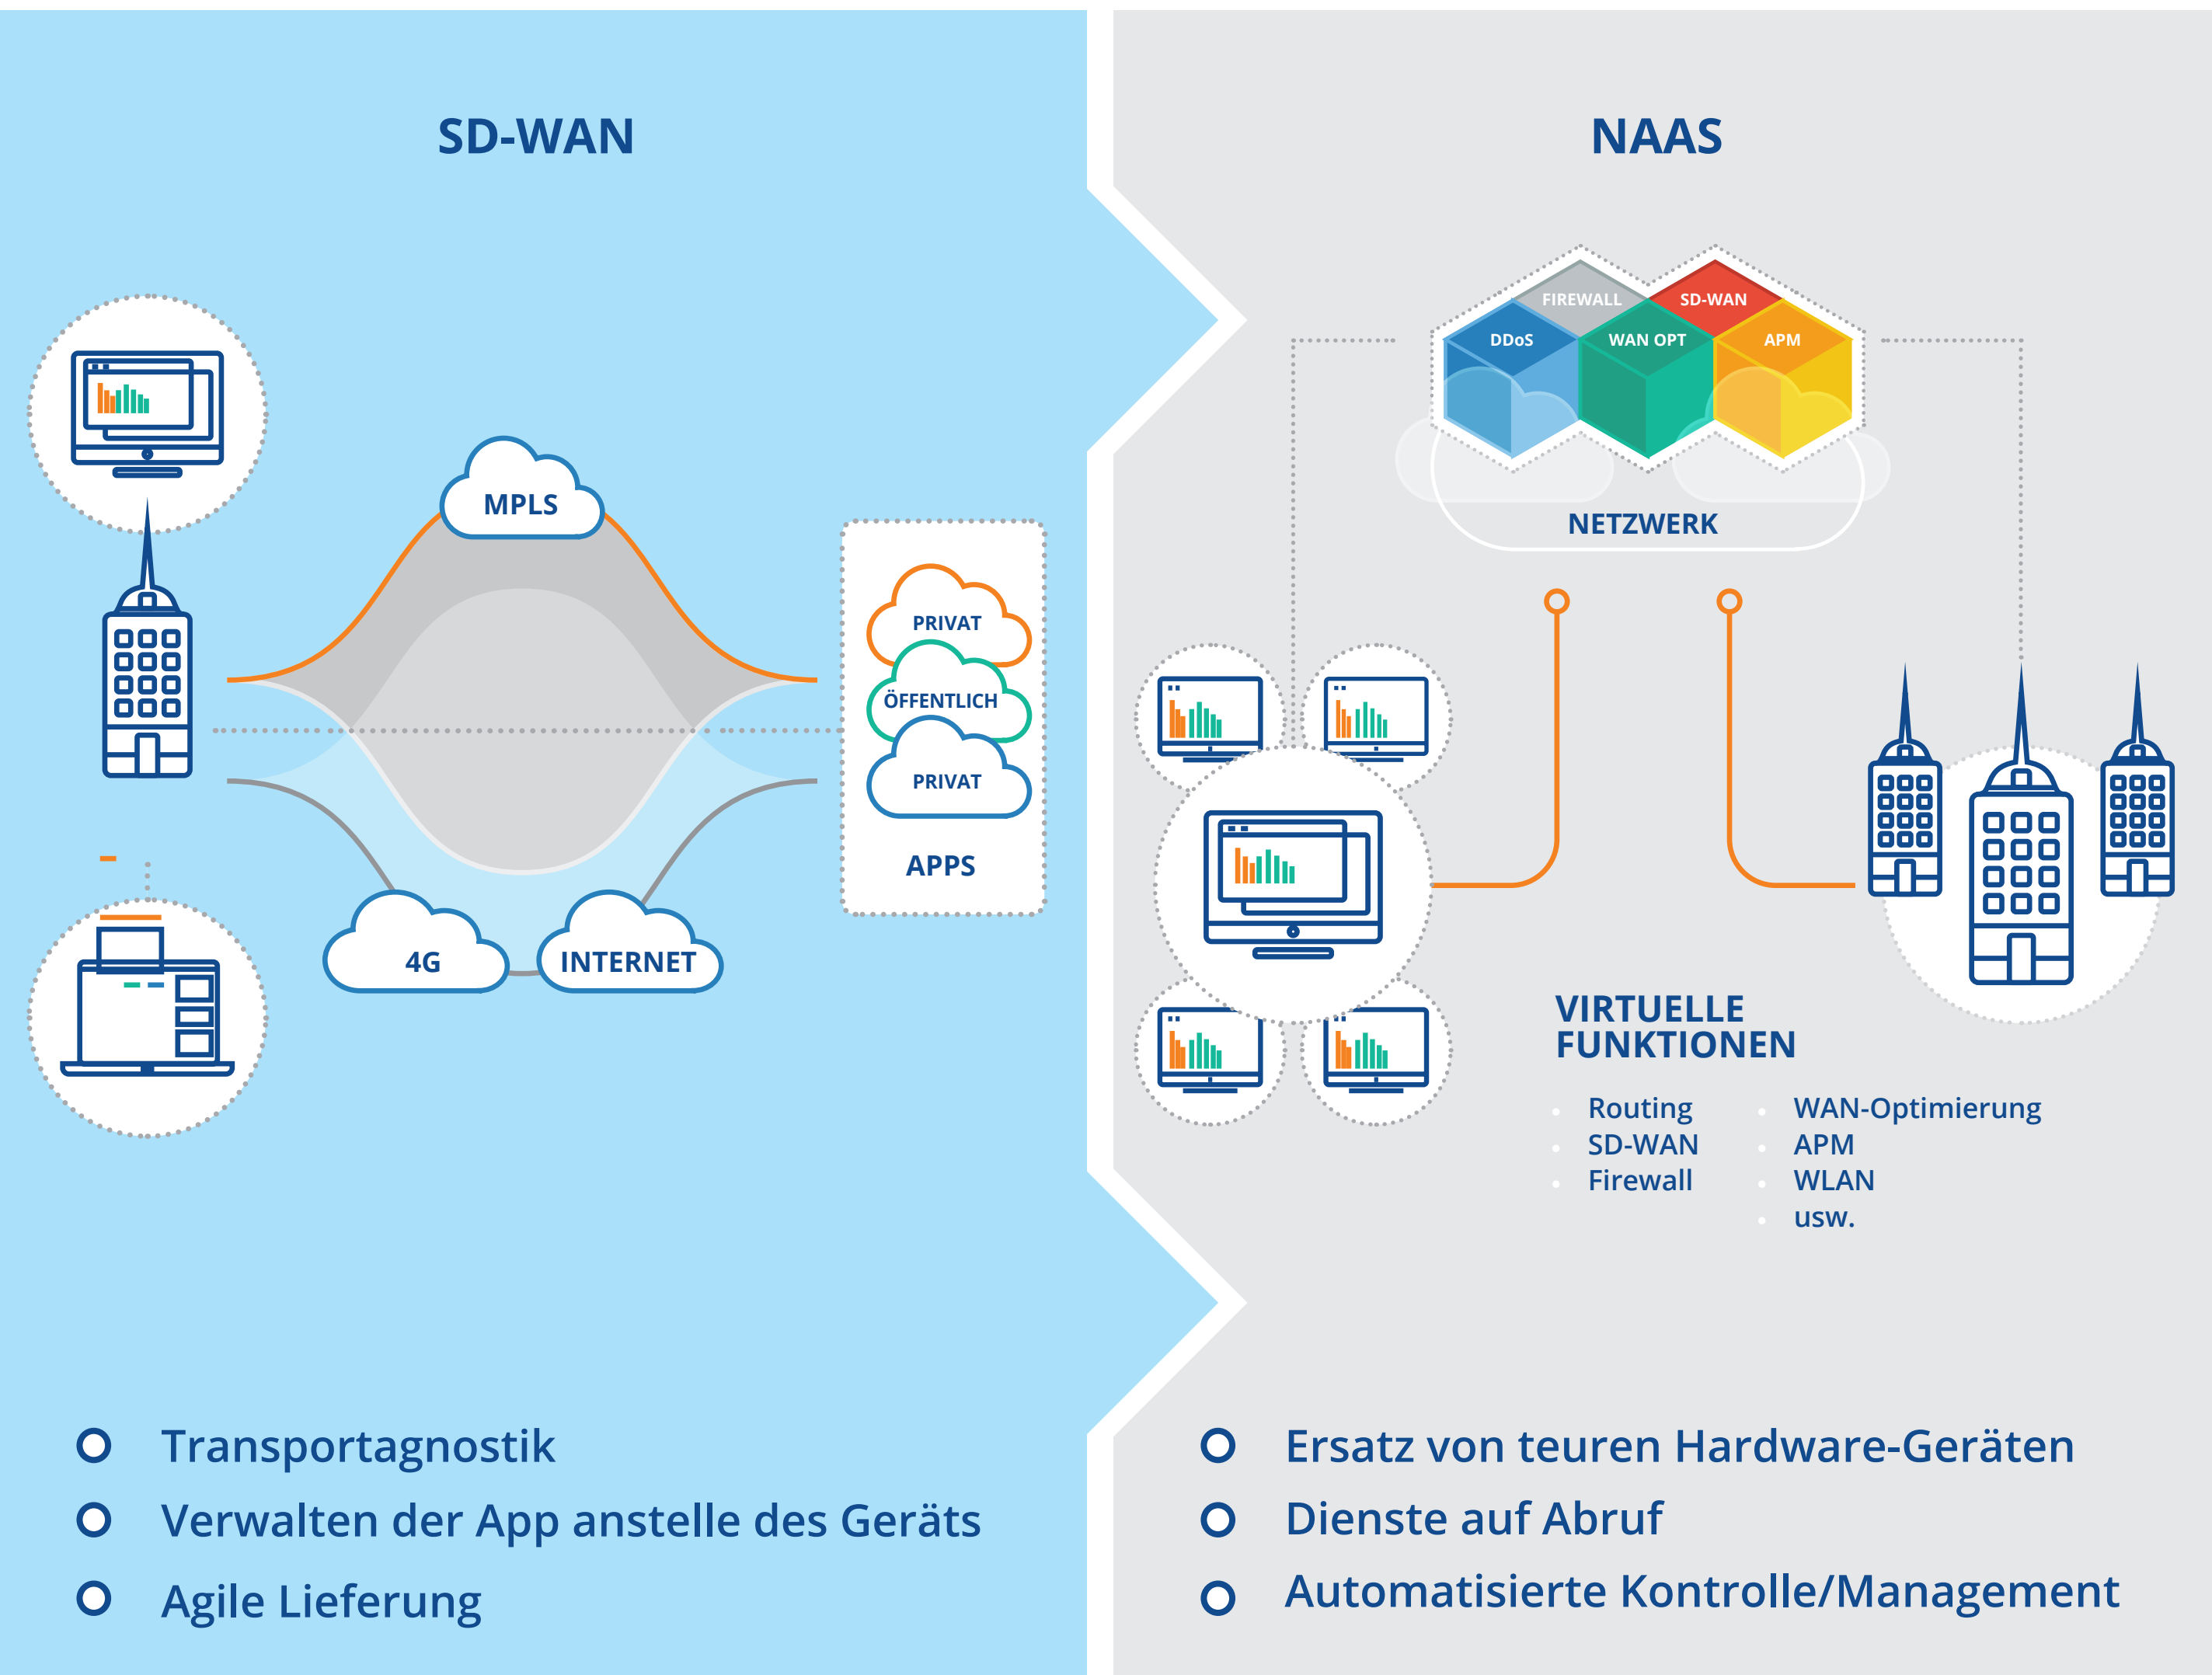 SD-WAN
MPLS
PRIVAT
ÖFFENTLICH
PRIVAT
APPS
4G
INTERNET
Transportagnostik
Verwalten der App anstelle des Geräts
Agile Lieferung
NAAS
FIREWALL
SD-WAN
DDoS
WAN OPT
APM
NETZWERK
VIRTUELLE
FUNKTIONEN
Routing
SD-WAN
Firewall
WAN-Optimierung
APM
WLAN
usw.
Ersatz von teuren Hardware-Geräten
Dienste auf Abruf
Automatisierte Kontrolle/Management